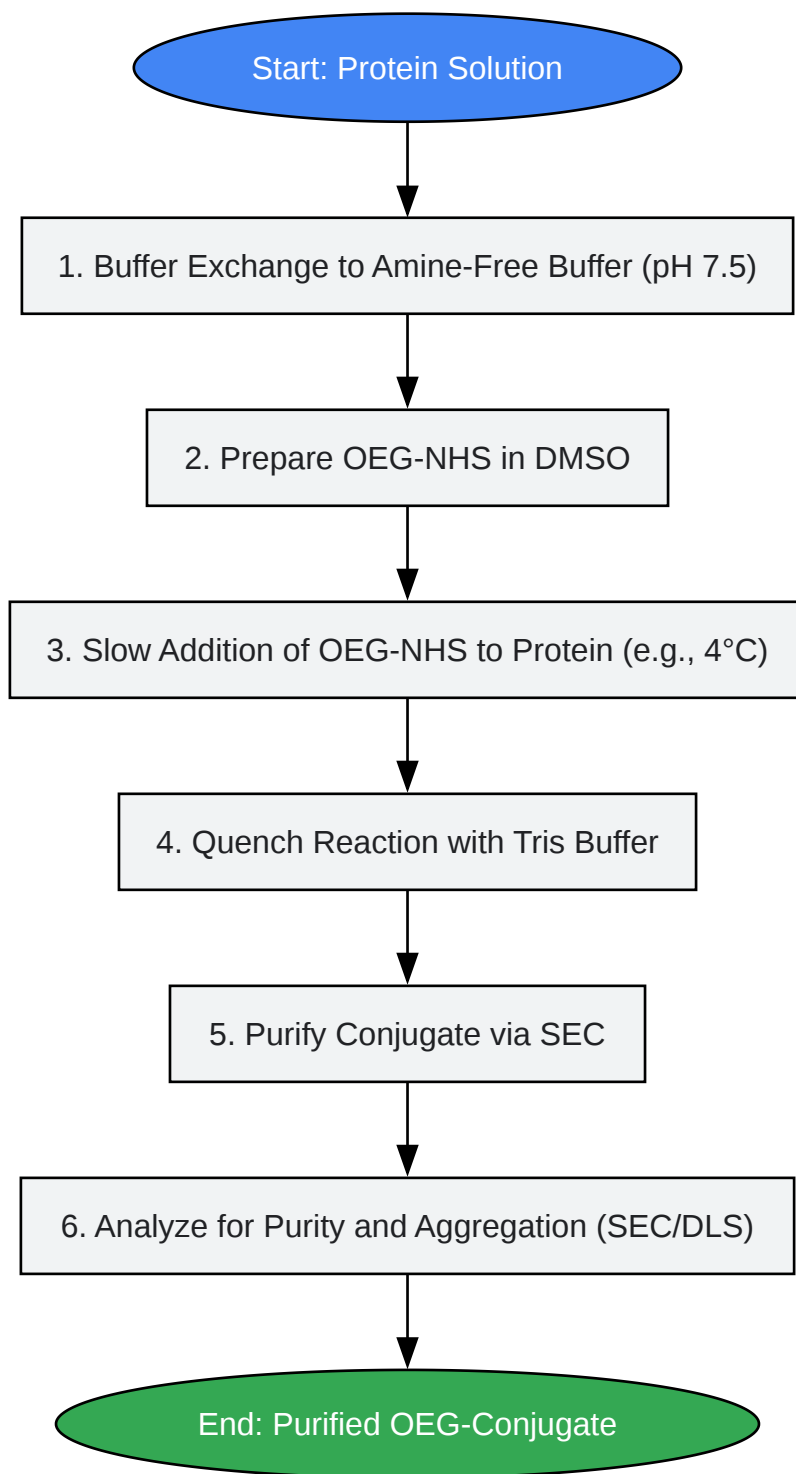 Start: Protein Solution
1. Buffer Exchange to Amine-Free Buffer (pH 7.5)
2. Prepare OEG-NHS in DMSO
3. Slow Addition of OEG-NHS to Protein (e.g., 4°C)
4. Quench Reaction with Tris Buffer
5. Purify Conjugate via SEC
6. Analyze for Purity and Aggregation (SEC/DLS)
End: Purified OEG-Conjugate